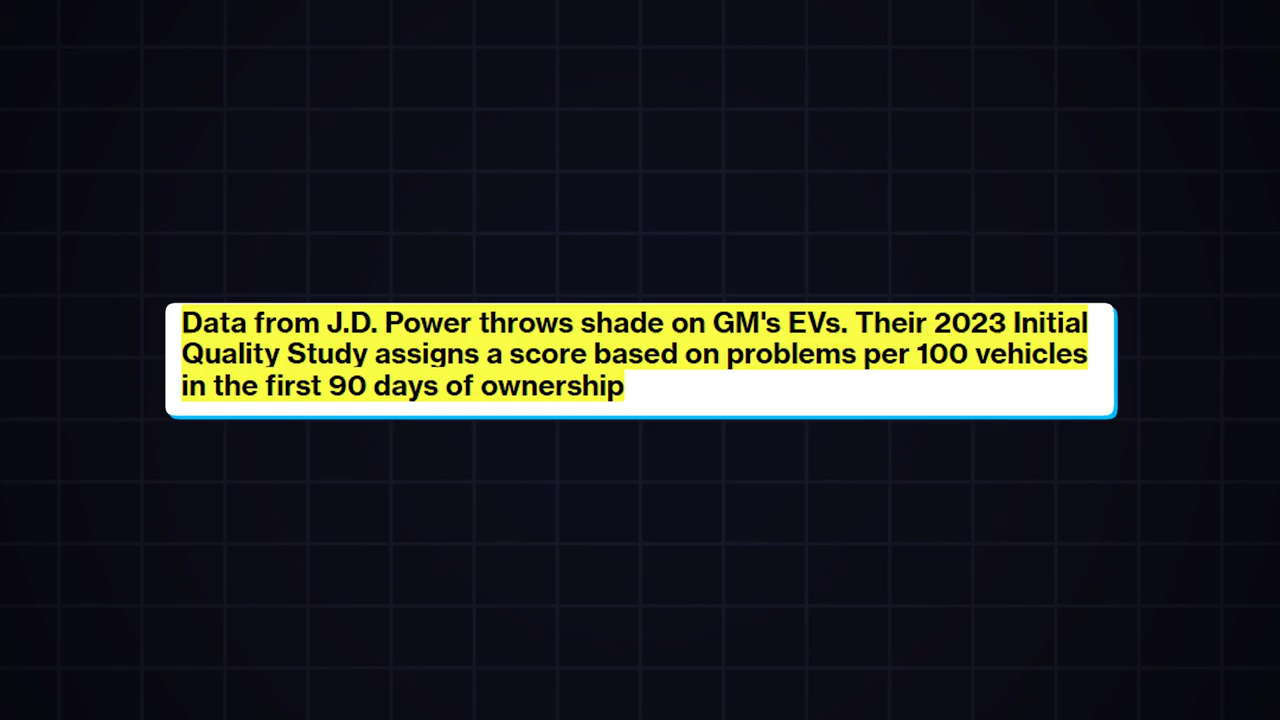 Data from J.D. Power throws shade on GM's EVs. Their 2023 Initial
Quality Study assigns a score based on problems per 100 vehicles
in the first 90 days of ownership